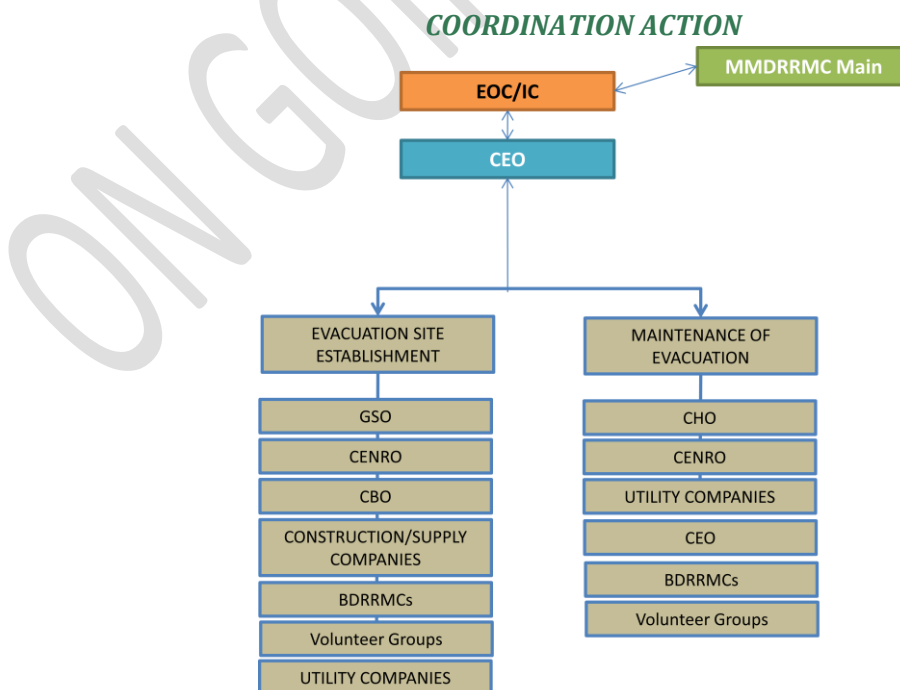 COORDINATION ACTION
MMDRRMC Main
EOC/IC
CEO
EVACUATION SITE
ESTABLISHMENT
GSO
CENRO
CBO
CONSTRUCTION/SUPPLY
COMPANIES
BDRRMCs
Volunteer Groups
UTILITY COMPANIES
MAINTENANCE OF
EVACUATION
CHO
CENRO
UTILITY COMPANIES
CEO
BDRRMCs
Volunteer Groups
ON